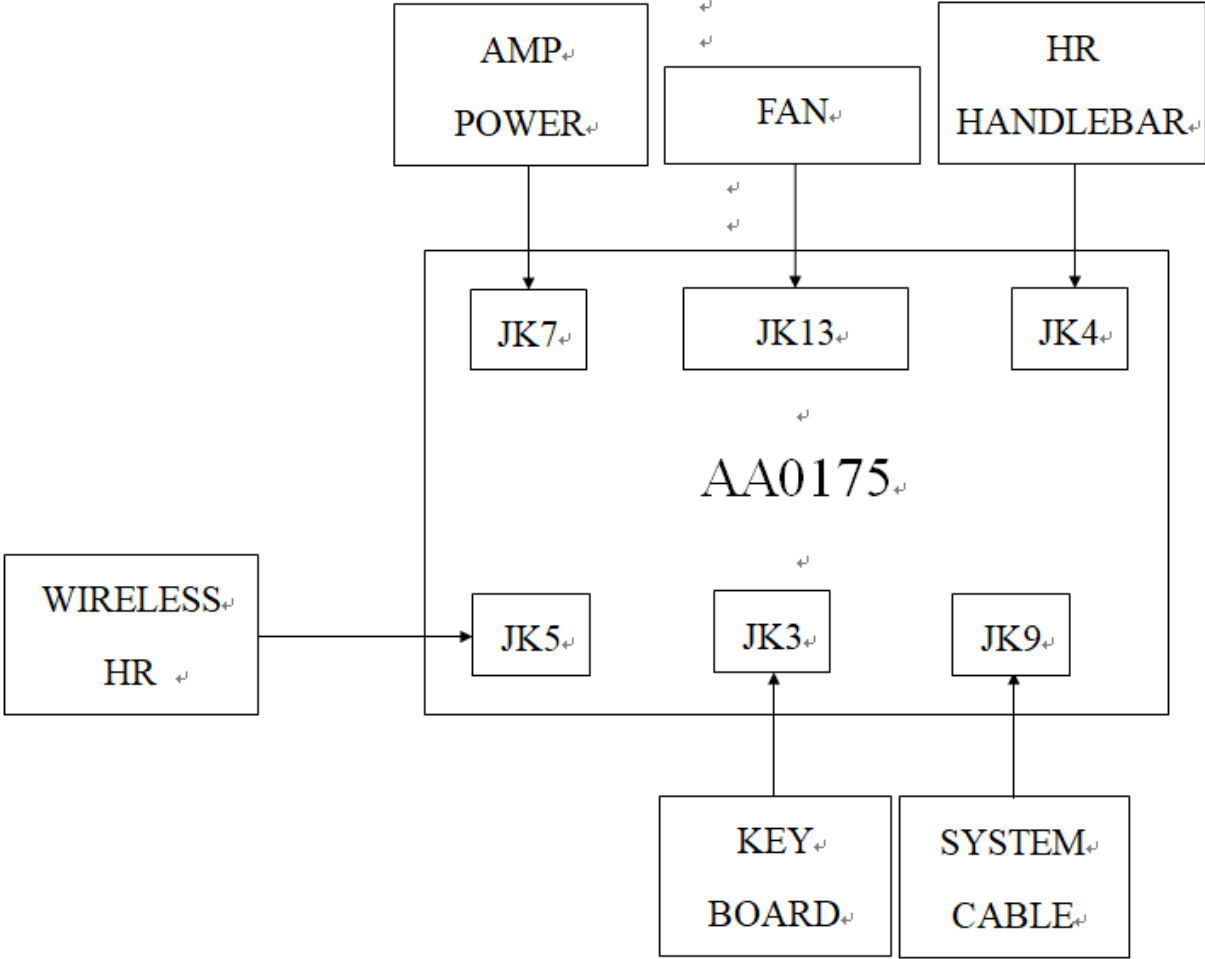 AMP
POWER
FAN
HR
HANDLEBAR
JK7
JK13
JK4
AA0175
WIRELESS
HR
JK5
JK3
JK9
KEY
BOARD
SYSTEM
CABLE